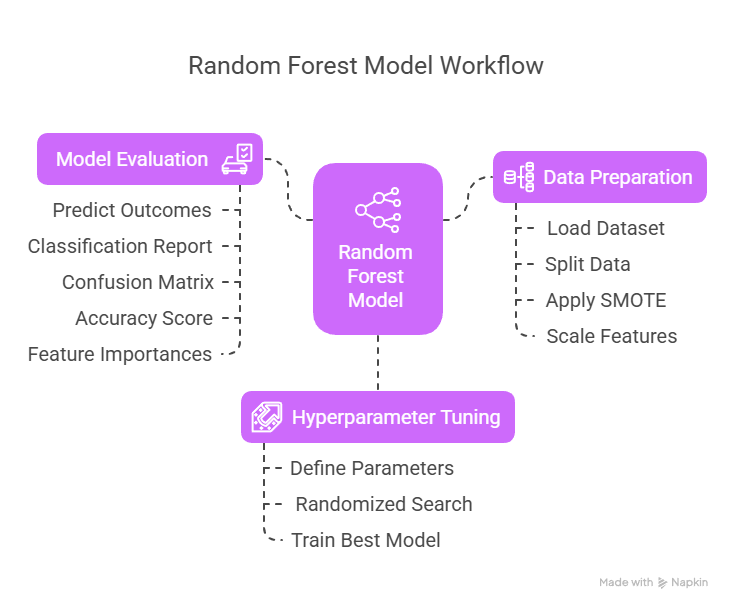 Random Forest Model Workflow
Model Evaluation
Predict Outcomes
Classification Report
Confusion Matrix
Accuracy Score
Feature Importances
Random
Forest
Model
Data Preparation
Load Dataset
Split Data
Apply SMOTE
Scale Features
Hyperparameter Tuning
Define Parameters
Randomized Search
Train Best Model
Made with Napkin